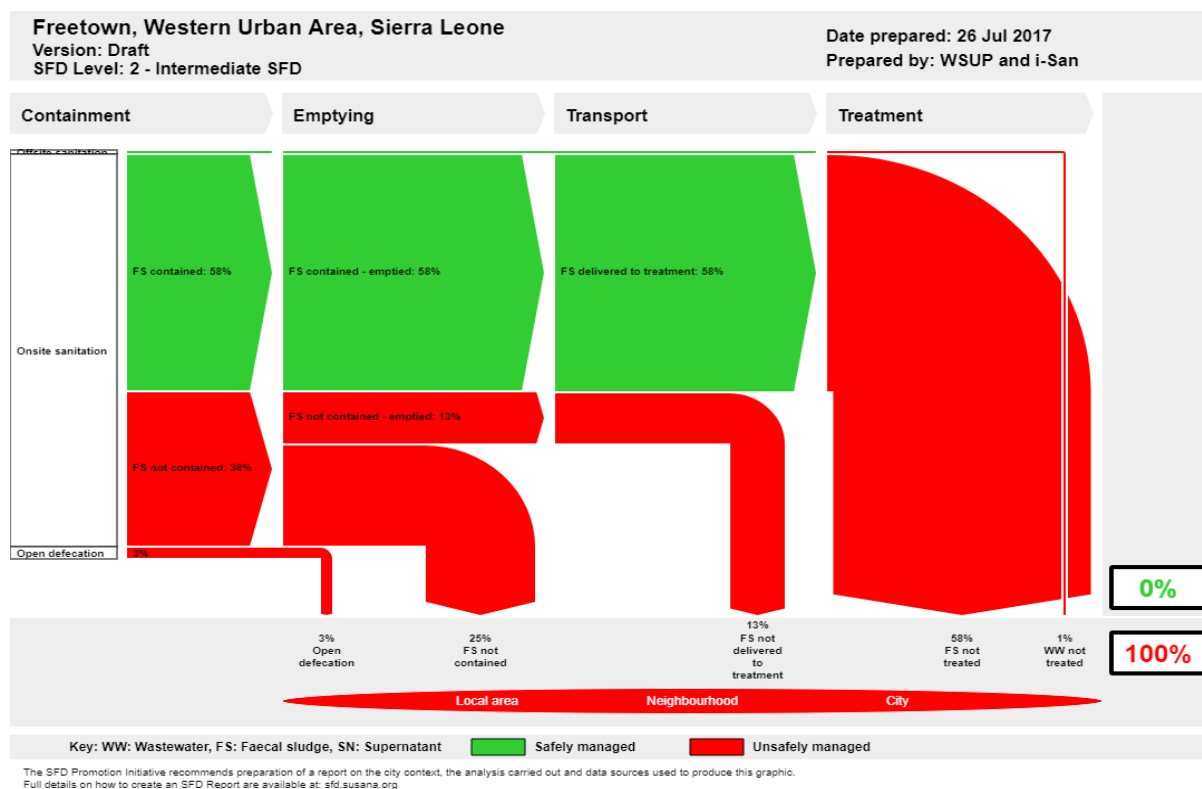 Freetown, Western Urban Area, Sierra Leone
Version: Draft
SFD Level: 2 - Intermediate SFD
Date prepared: 26 Jul 2017
Prepared by: WSUP and i-San
Containment
Emptying
Transport
Treatment
Offsite sanitation
FS contained: 58%
FS contained - emptied: 58%
FS delivered to treatment: 58%
Onsite sanitation
FS not contained - emptied: 13%
FS not contained: 38%
Open defecation
3%
0%
3%
Open
defecation
25%
FS not
contained
13%
FS not
delivered
to
treatment
58%
FS not
treated
1%
WW not
treated
100%
Local area
Neighbourhood
City
Key: WW: Wastewater, FS: Faecal sludge, SN: Supernatant
Safely managed
Unsafely managed
The SFD Promotion Initiative recommends preparation of a report on the city context, the analysis carried out and data sources used to produce this graphic.
Full details on how to create an SFD Report are available at: sfd.susana.org